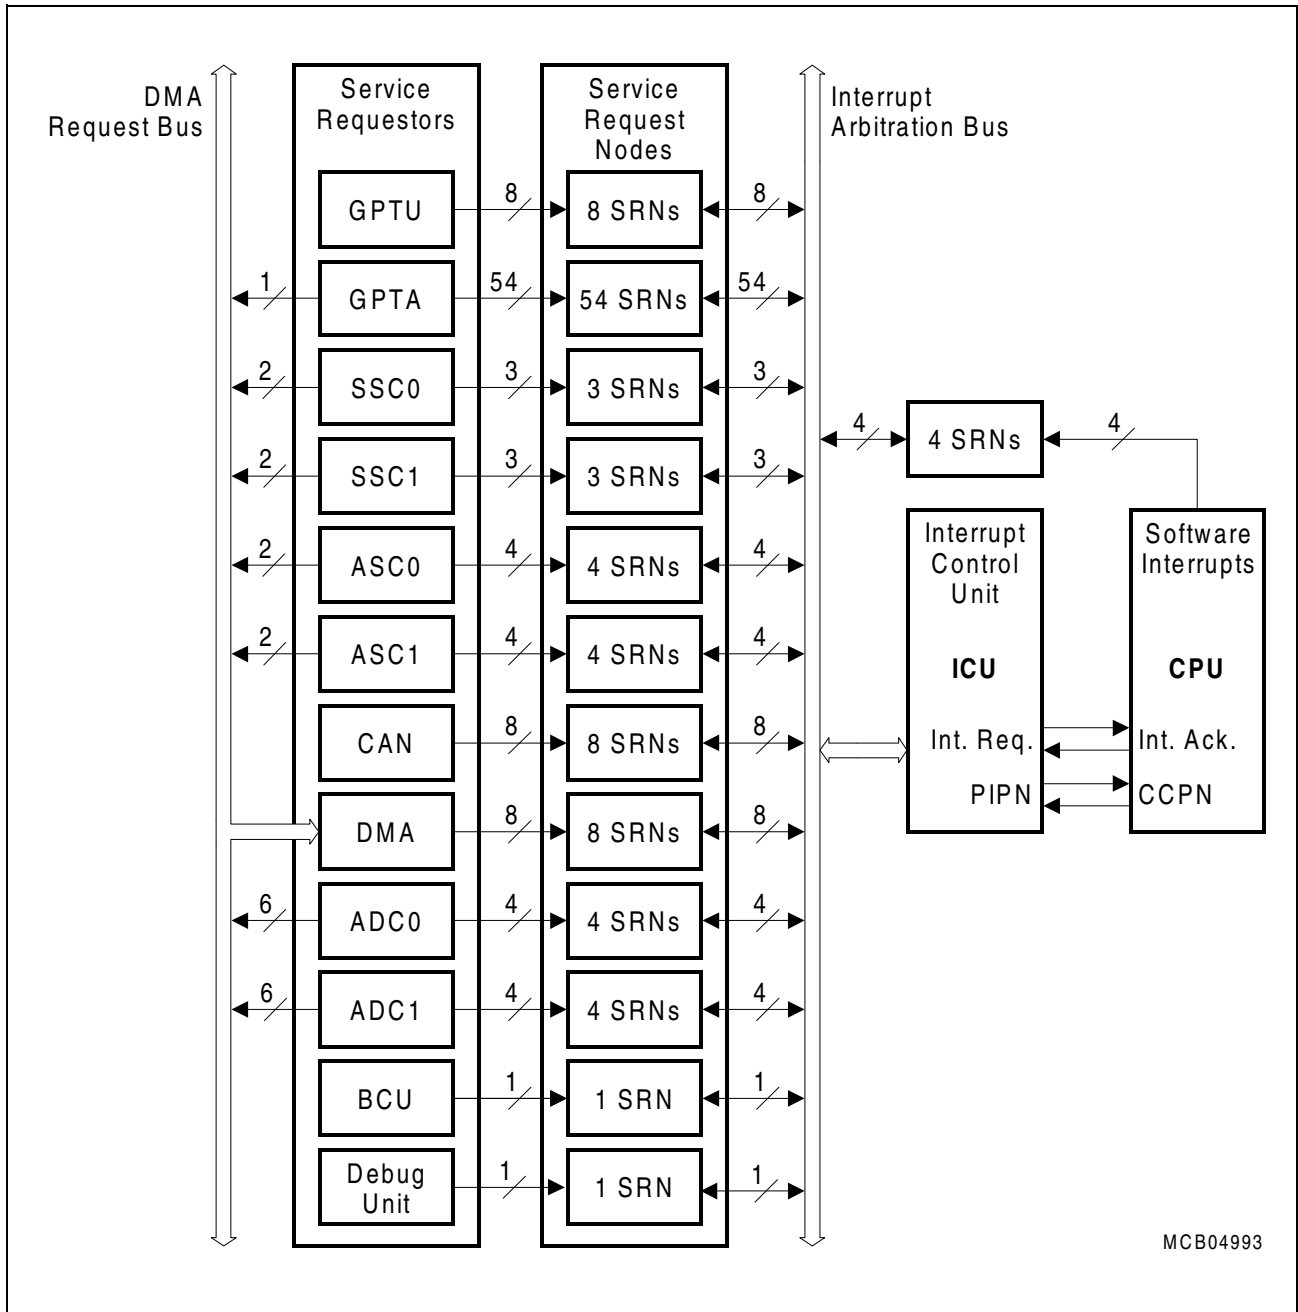 DMA
Request Bus
Service
Requestors
Service
Request
Nodes
Interrupt
Arbitration Bus
GPTU
8
8 SRNs
8
1
GPTA
54
54 SRNs
54
2
SSC0
3
3 SRNs
3
2
SSC1
3
3 SRNs
3
2
ASC0
4
4 SRNs
4
2
ASC1
4
4 SRNs
4
CAN
8
8 SRNs
8
DMA
8
8 SRNs
8
6
ADC0
4
4 SRNs
4
6
ADC1
4
4 SRNs
4
BCU
1
1 SRN
1
Debug
Unit
1
1 SRN
1
4
4 SRNs
4
Interrupt
Control
Unit
ICU
Int. Req.
PIPN
Software
Interrupts
CPU
Int. Ack.
CCPN
MCB04993